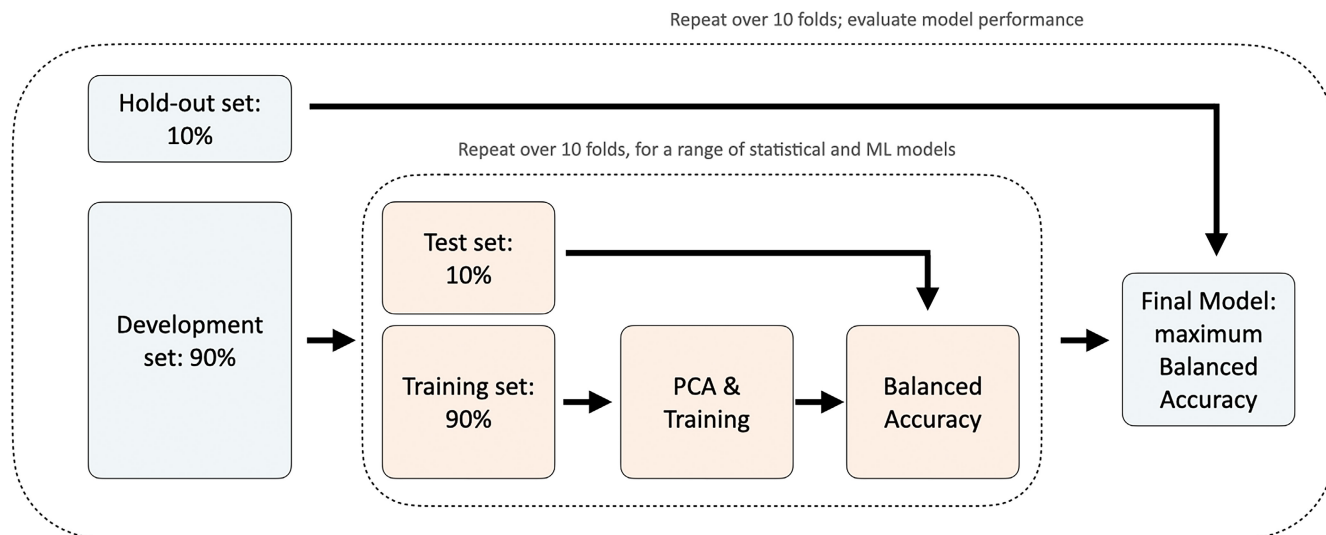 Repeat over 10 folds; evaluate model performance
Hold-out set:
10%
Repeat over 10 folds, for a range of statistical and ML models
Development
set: 90%
Test set:
10%
Training set:
90%
PCA &
Training
Balanced
Accuracy
Final Model:
maximum
Balanced
Accuracy